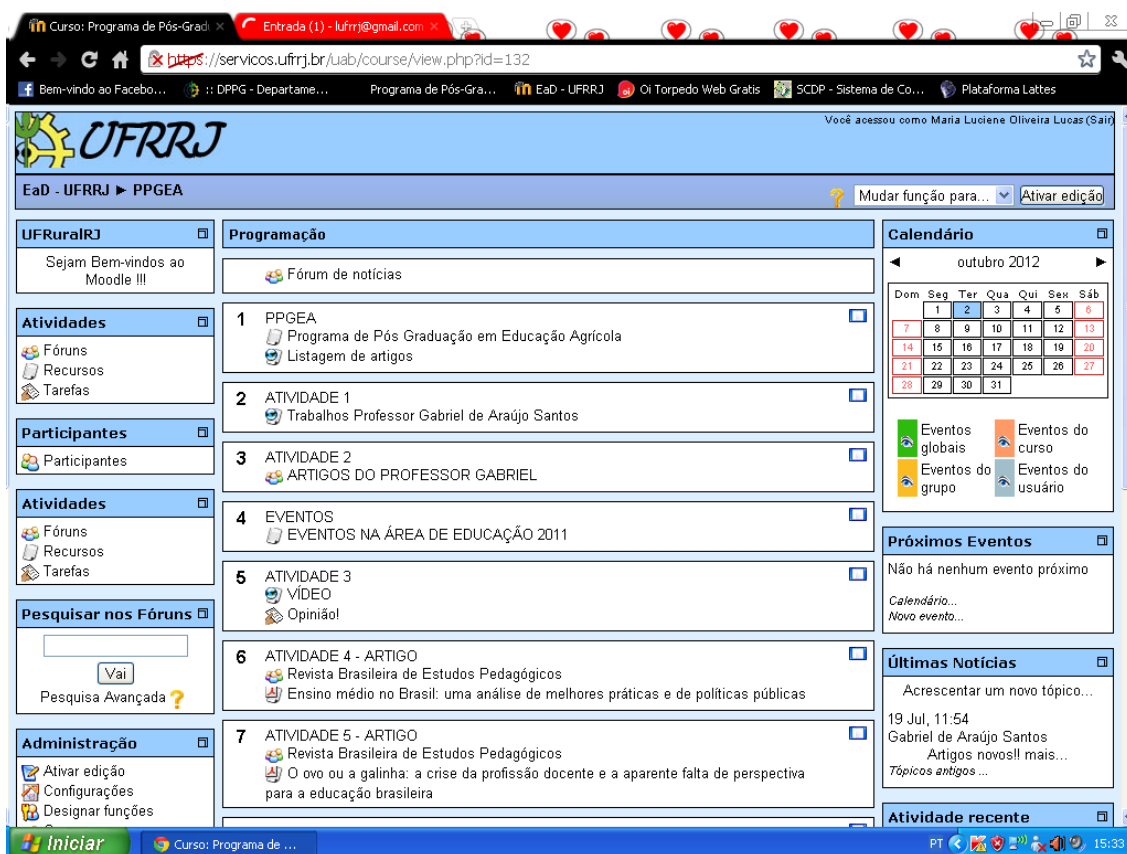 Curso: Programa de Pós-Gradu
Entrada (1) - lufrrj@gmail.com
https://servicos.ufrrj.br/uab/course/view.php?id=132
Bem-vindo ao Facebo...
:: DPPG - Departame...
Programa de Pós-Gra...
EaD - UFRRJ
Oi Torpedo Web Gratis
SCDP - Sistema de Co...
Plataforma Lattes
UFRRJ
Você acessou como Maria Luciene Oliveira Lucas (Sair)
EaD - UFRRJ ► PPGEA
Mudar função para...
Ativar edição
UFRuralRJ
Sejam Bem-vindos ao
Moodle !!!
Atividades
Fóruns
Recursos
Tarefas
Participantes
Participantes
Atividades
Fóruns
Recursos
Tarefas
Pesquisar nos Fóruns
Vai
Pesquisa Avançada
Administração
Ativar edição
Configurações
Designar funções
Programação
Fórum de notícias
1 PPGEA
Programa de Pós Graduação em Educação Agrícola
Listagem de artigos
2 ATIVIDADE 1
Trabalhos Professor Gabriel de Araújo Santos
3 ATIVIDADE 2
ARTIGOS DO PROFESSOR GABRIEL
4 EVENTOS
EVENTOS NA ÁREA DE EDUCAÇÃO 2011
5 ATIVIDADE 3
VÍDEO
Opinião!
6 ATIVIDADE 4 - ARTIGO
Revista Brasileira de Estudos Pedagógicos
Ensino médio no Brasil: uma análise de melhores práticas e de políticas públicas
7 ATIVIDADE 5 - ARTIGO
Revista Brasileira de Estudos Pedagógicos
O ovo ou a galinha: a crise da profissão docente e a aparente falta de perspectiva
para a educação brasileira
Calendário
◄ outubro 2012 ►
Dom Seg Ter Qua Qui Sex Sáb
1 2 3 4 5 6
7 8 9 10 11 12 13
14 15 16 17 18 19 20
21 22 23 24 25 26 27
28 29 30 31
Eventos globais
Eventos do curso
Eventos do grupo
Eventos do usuário
Próximos Eventos
Não há nenhum evento próximo
Calendário...
Novo evento...
Últimas Notícias
Acrescentar um novo tópico...
19 Jul, 11:54
Gabriel de Araújo Santos
Artigos novos!! mais...
Tópicos antigos ...
Atividade recente
Iniciar
Curso: Programa de ...
PT
15:33